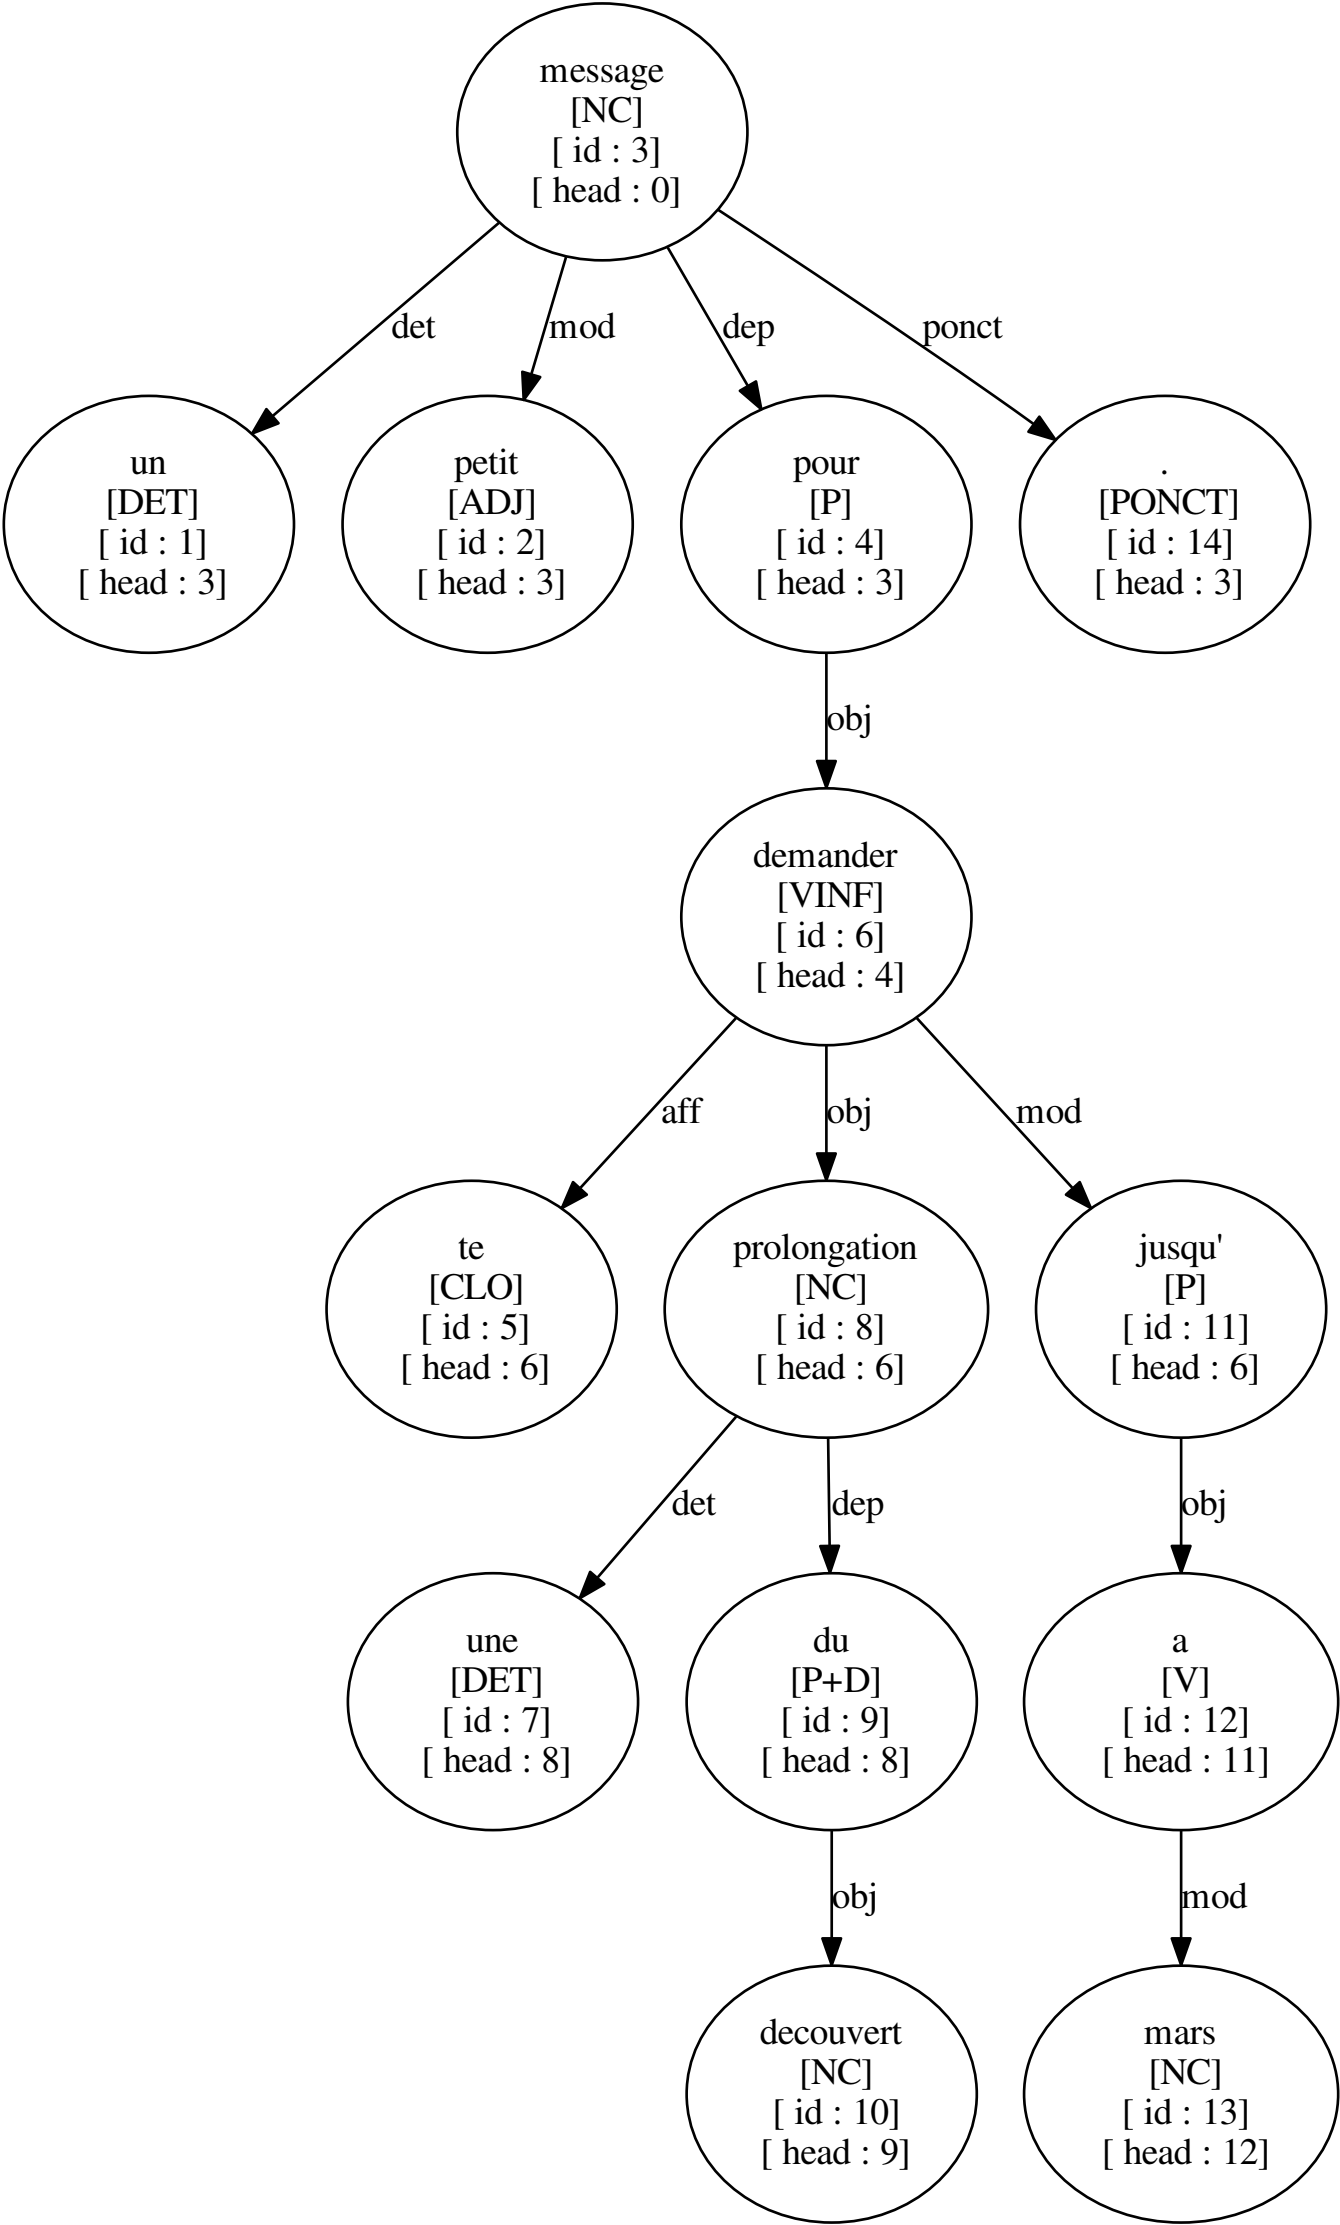 message
[NC]
[ id : 3]
[ head : 0]
det
mod
dep
ponct
un
[DET]
[ id : 1]
[ head : 3]
petit
[ADJ]
[ id : 2]
[ head : 3]
pour
[P]
[ id : 4]
[ head : 3]
.
[PONCT]
[ id : 14]
[ head : 3]
obj
demander
[VINF]
[ id : 6]
[ head : 4]
aff
obj
mod
te
[CLO]
[ id : 5]
[ head : 6]
prolongation
[NC]
[ id : 8]
[ head : 6]
jusqu'
[P]
[ id : 11]
[ head : 6]
det
dep
obj
une
[DET]
[ id : 7]
[ head : 8]
du
[P+D]
[ id : 9]
[ head : 8]
a
[V]
[ id : 12]
[ head : 11]
obj
mod
decouvert
[NC]
[ id : 10]
[ head : 9]
mars
[NC]
[ id : 13]
[ head : 12]